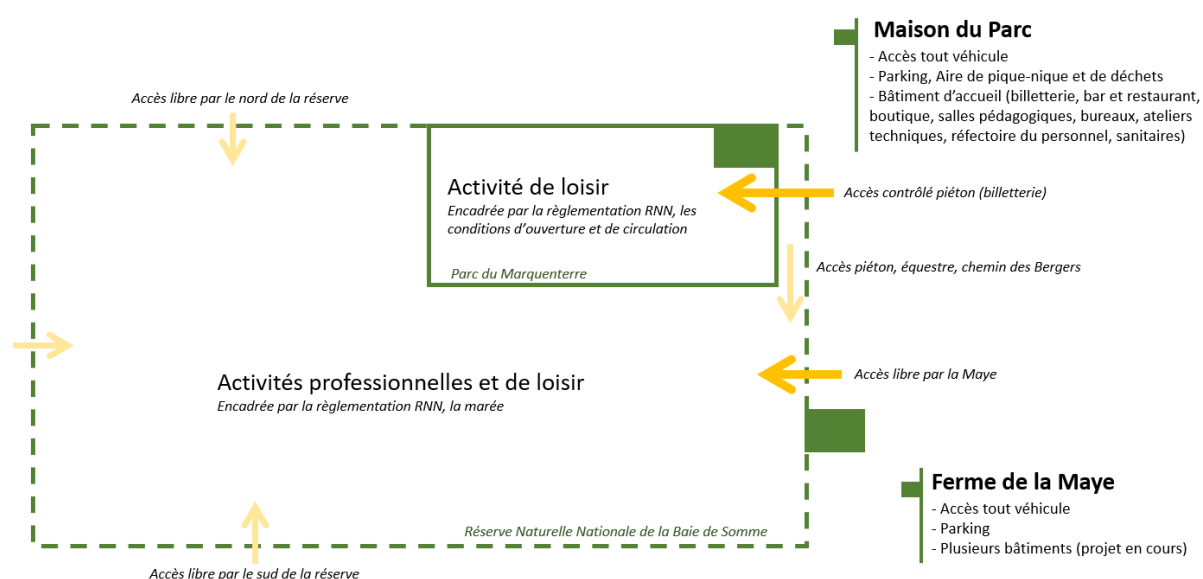 Maison du Parc
- Accès tout véhicule
- Parking, Aire de pique-nique et de déchets
- Bâtiment d’accueil (billetterie, bar et restaurant,
boutique, salles pédagogiques, bureaux, ateliers
techniques, réfectoire du personnel, sanitaires)
Accès libre par le nord de la réserve
Activité de loisir
Encadrée par la règlementation RNN, les
conditions d’ouverture et de circulation
Parc du Marquenterre
Accès contrôlé piéton (billetterie)
Accès piéton, équestre, chemin des Bergers
Activités professionnelles et de loisir
Encadrée par la règlementation RNN, la marée
Accès libre par la Maye
Ferme de la Maye
- Accès tout véhicule
- Parking
- Plusieurs bâtiments (projet en cours)
Réserve Naturelle Nationale de la Baie de Somme
Accès libre par le sud de la réserve